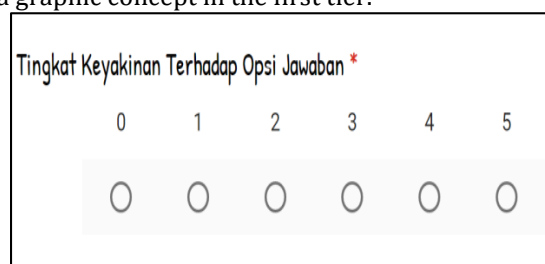 graphic concept in the first tier.
Tingkat Keyakinan Terhadap Opsi Jawaban *
0 1 2 3 4 5